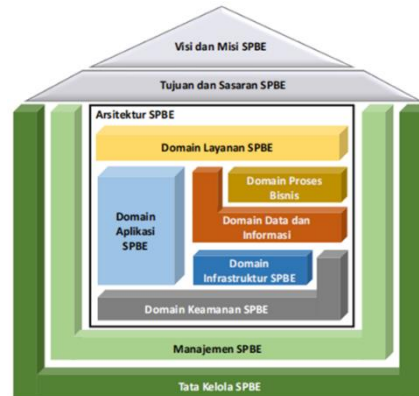 Visi dan Misi SPBE
Tujuan dan Sasaran SPBE
Arsitektur SPBE
Domain Layanan SPBE
Domain Proses
Bisnis
Domain
Aplikasi
SPBE
Domain Data dan
Informasi
Domain
Infrastruktur SPBE
Domain Keamanan SPBE
Manajemen SPBE
Tata Kelola SPBE